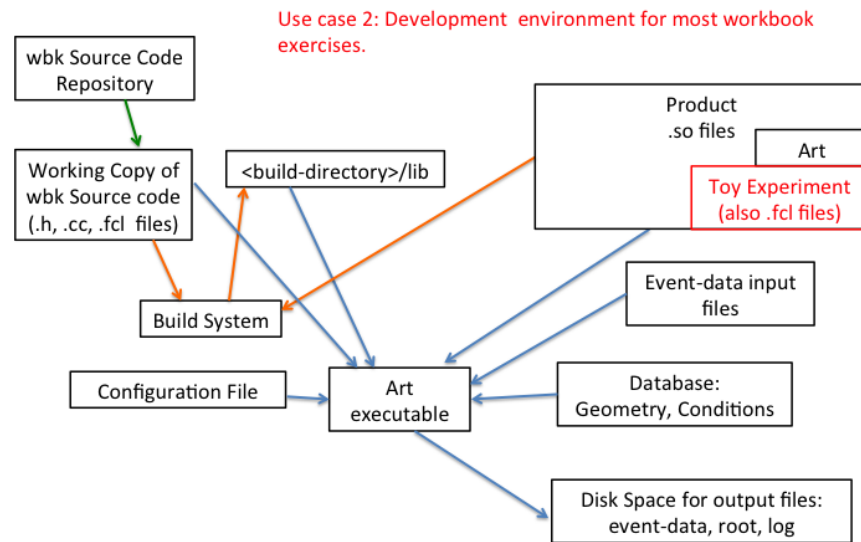 Use case 2: Development environment for most workbook
exercises.
wbk Source Code
Repository
Product
.so files
Art
Working Copy of
wbk Source code
(.h, .cc, .fcl files)
<build-directory>/lib
Toy Experiment
(also .fcl files)
Event-data input
files
Build System
Configuration File
Art
executable
Database:
Geometry, Conditions
Disk Space for output files:
event-data, root, log